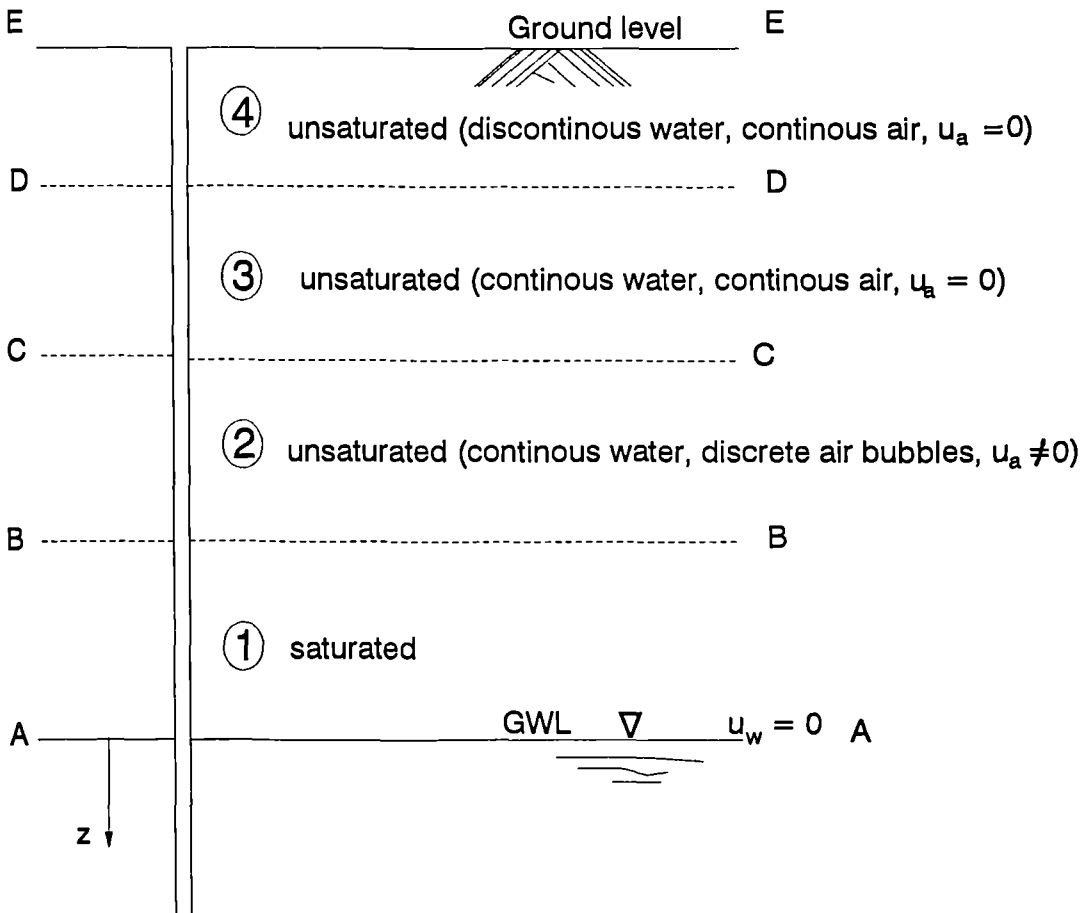 E Ground level E
④ unsaturated (discontinous water, continous air, u_a = 0)
D D
③ unsaturated (continous water, continous air, u_a = 0)
C C
② unsaturated (continous water, discrete air bubbles, u_a ≠ 0)
B B
① saturated
A GWL ∇ u_w = 0 A
z